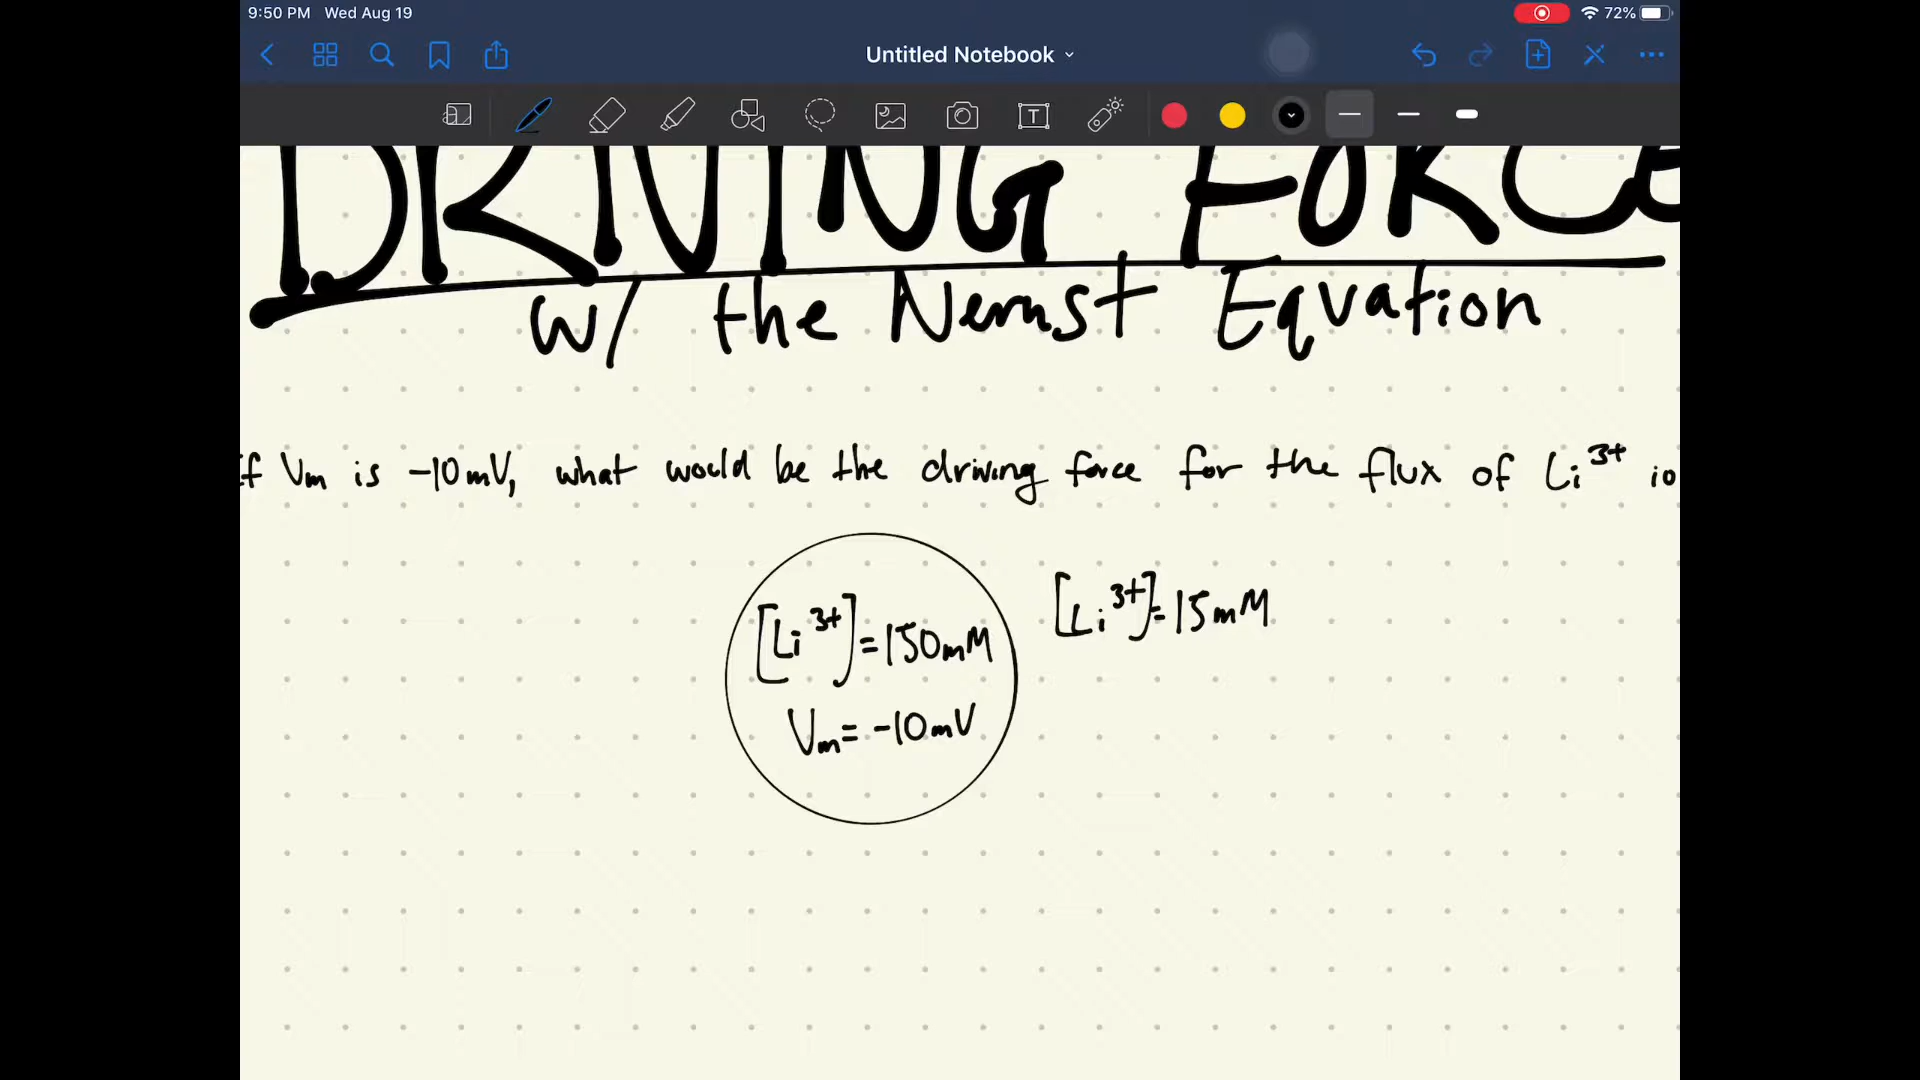 9:50 PM Wed Aug 19
72%
Untitled Notebook
T
DRIVING FORCE
w/ the Nernst Equation
If Vm is -10mV, what would be the driving force for the flux of Li³⁺ io
[Li³⁺]=150mM
[Li³⁺]=15mM
Vm= -10mV